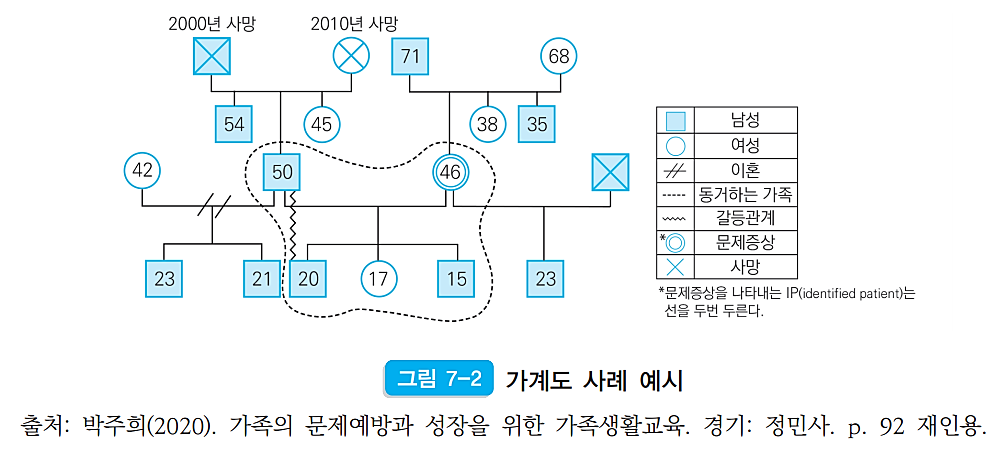 2000년 사망 2010년 사망
71 68
54 45 38 35
42 50 46
23 21 20 17 15 23
남성
여성
이혼
동거하는 가족
갈등관계
*문제증상
사망
*문제증상을 나타내는 IP(identified patient)는
선을 두번 두른다.
그림 7-2 가계도 사례 예시
출처: 박주희(2020). 가족의 문제예방과 성장을 위한 가족생활교육. 경기: 정민사. p. 92 재인용.